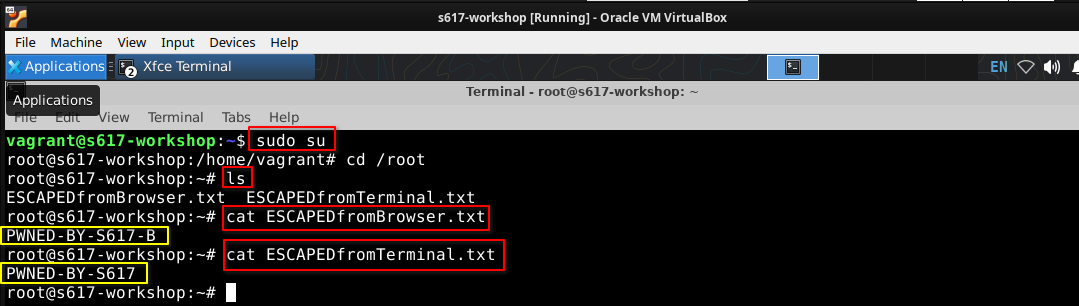 s617-workshop [Running] - Oracle VM VirtualBox
File Machine View Input Devices Help
Applications Xfce Terminal 2 EN
Terminal - root@s617-workshop: ~
Applications
File Edit View Terminal Tabs Help
vagrant@s617-workshop:~$ sudo su
root@s617-workshop:/home/vagrant# cd /root
root@s617-workshop:~# ls
ESCAPEDfromBrowser.txt  ESCAPEDfromTerminal.txt
root@s617-workshop:~# cat ESCAPEDfromBrowser.txt
PWNED-BY-S617-B
root@s617-workshop:~# cat ESCAPEDfromTerminal.txt
PWNED-BY-S617
root@s617-workshop:~#